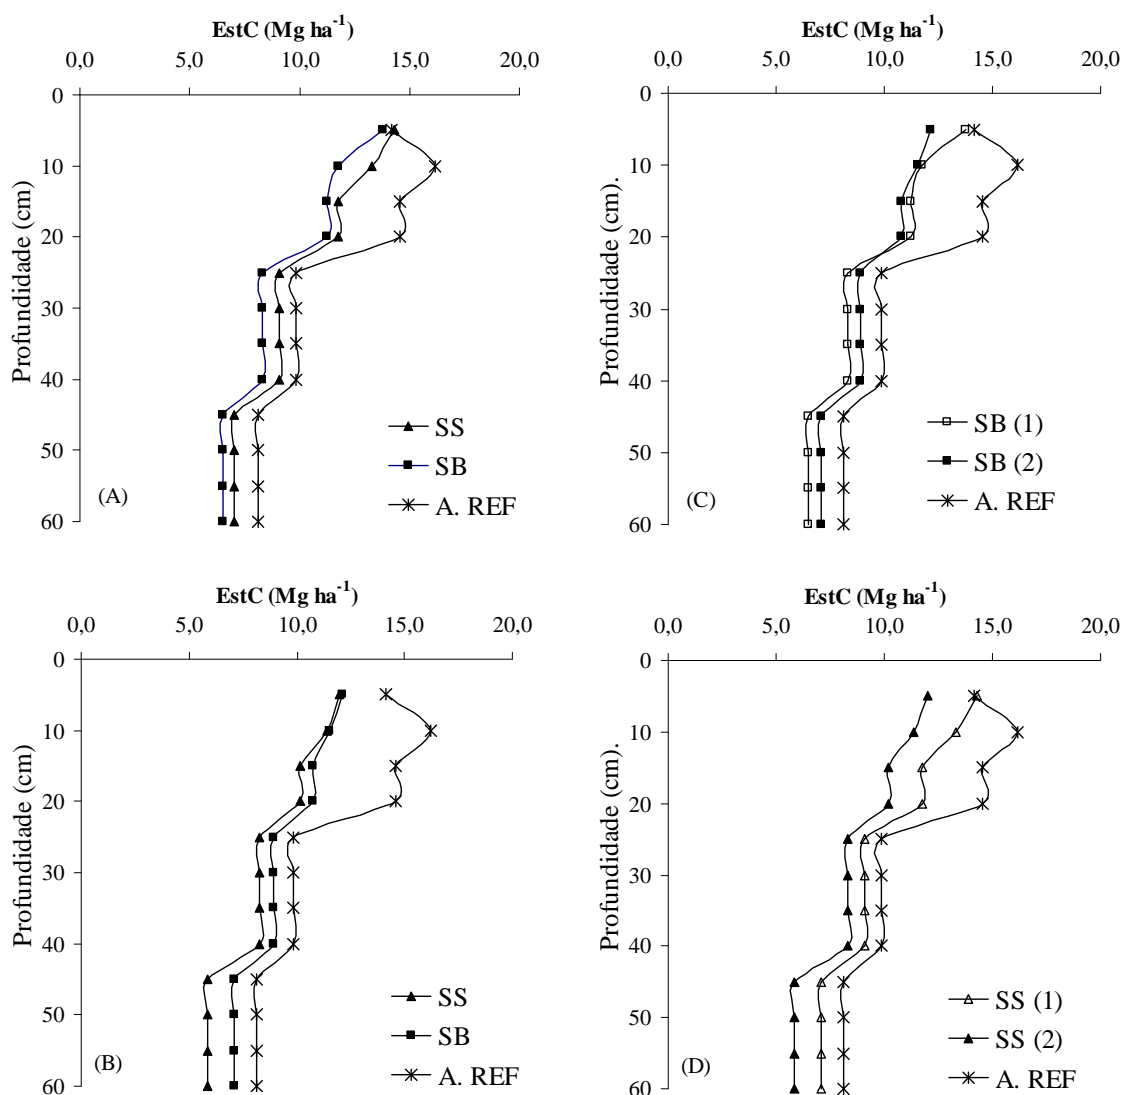 EstC (Mg ha-1)
0,0 5,0 10,0 15,0 20,0
0
10
20
30
40
50
60
Profundidade (cm)
SS
SB
A. REF
(A)
EstC (Mg ha-1)
0,0 5,0 10,0 15,0 20,0
0
10
20
30
40
50
60
Profundidade (cm).
SB (1)
SB (2)
A. REF
(C)
EstC (Mg ha-1)
0,0 5,0 10,0 15,0 20,0
0
10
20
30
40
50
60
Profundidade (cm)
SS
SB
A. REF
(B)
EstC (Mg ha-1)
0,0 5,0 10,0 15,0 20,0
0
10
20
30
40
50
60
Profundidade (cm).
SS (1)
SS (2)
A. REF
(D)